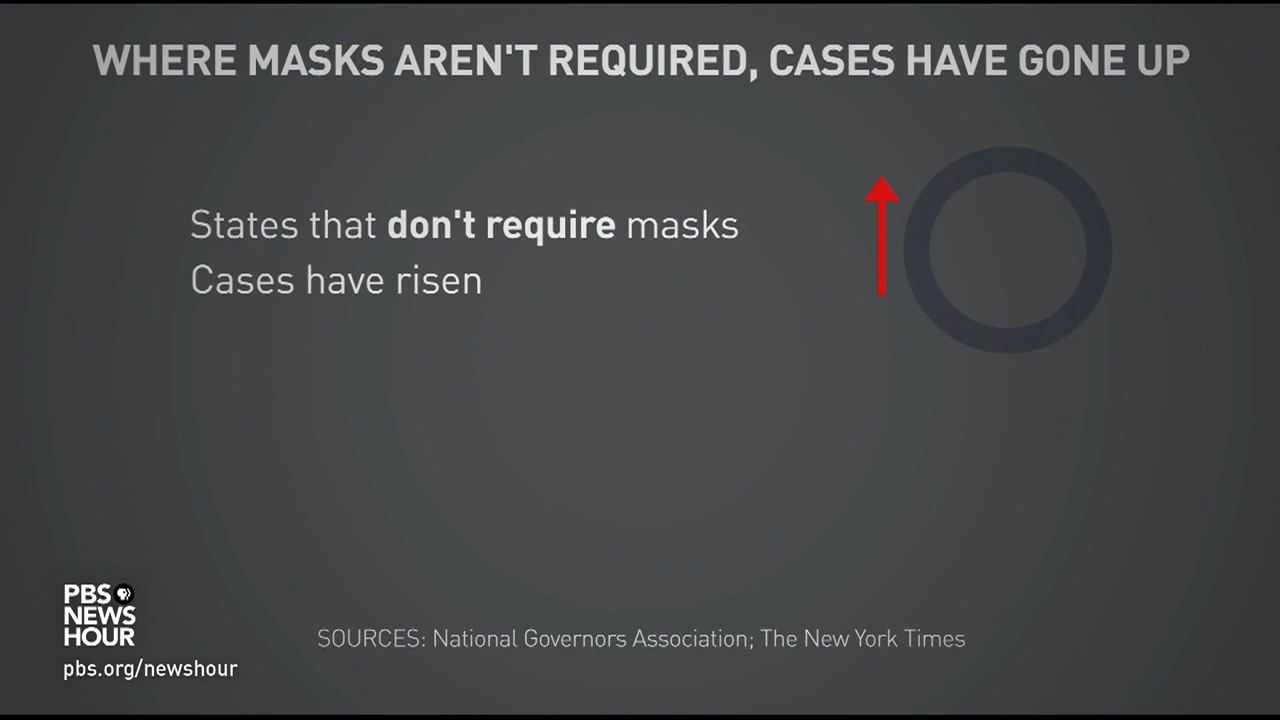 WHERE MASKS AREN'T REQUIRED, CASES HAVE GONE UP
States that don't require masks
Cases have risen
PBS
NEWS
HOUR
pbs.org/newshour
SOURCES: National Governors Association; The New York Times